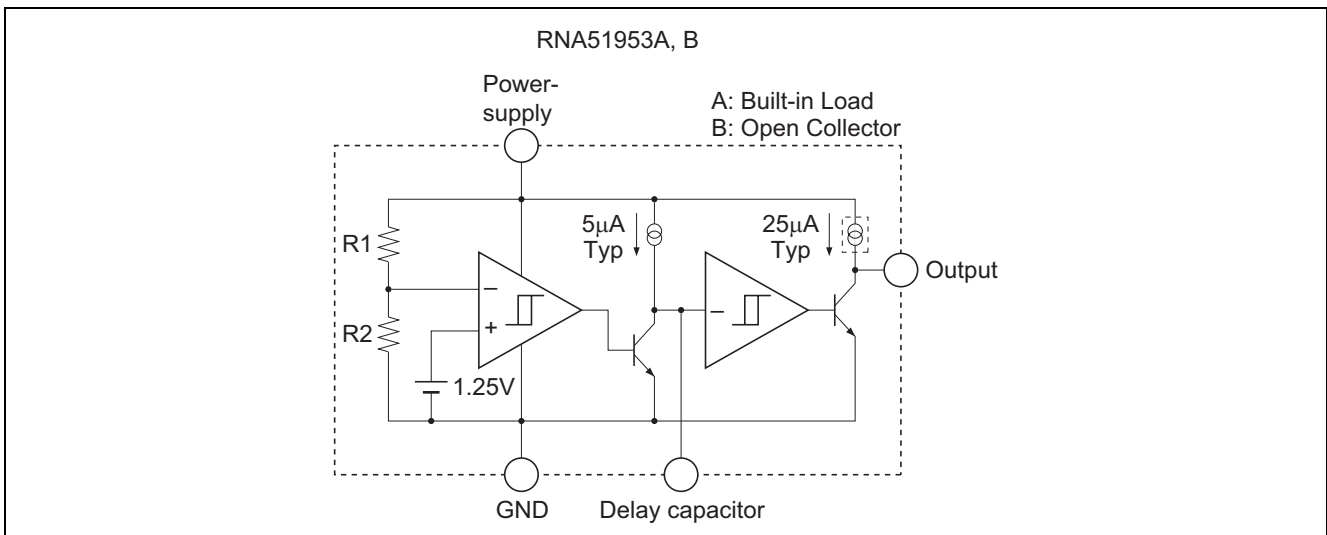 RNA51953A, B
Power-
supply
A: Built-in Load
B: Open Collector
5μA
Typ
25μA
Typ
R1
−
Output
−
R2
+
1.25V
GND
Delay capacitor